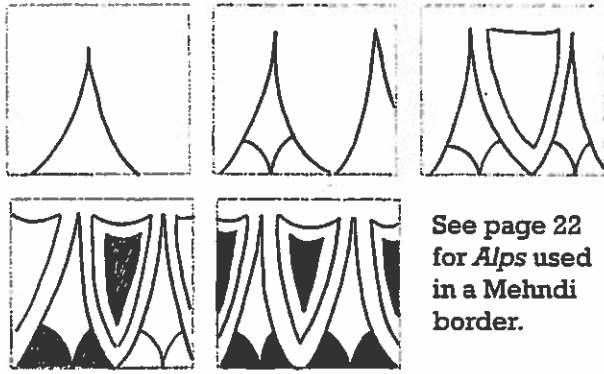 See page 22
for Alps used
in a Mehndi
border.